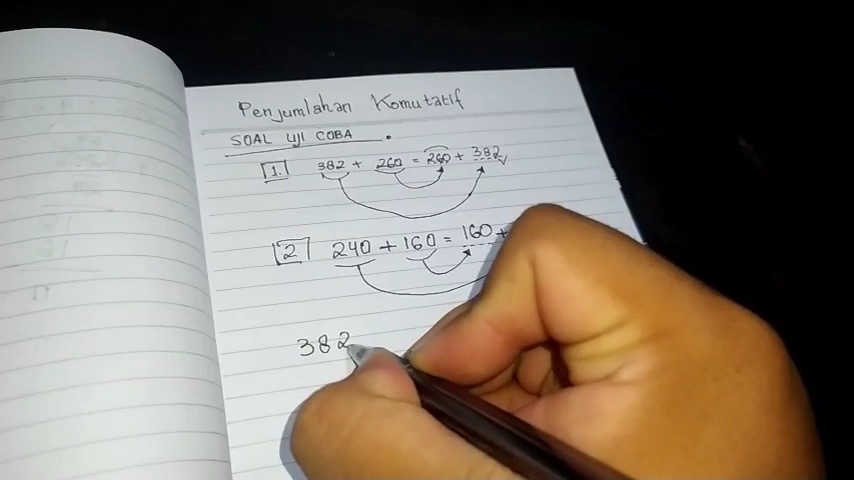 Penjumlahan Komutatif
SOAL UJI COBA .
1. 382 + 260 = 260 + 382
2 240 + 160 = 160 +
382